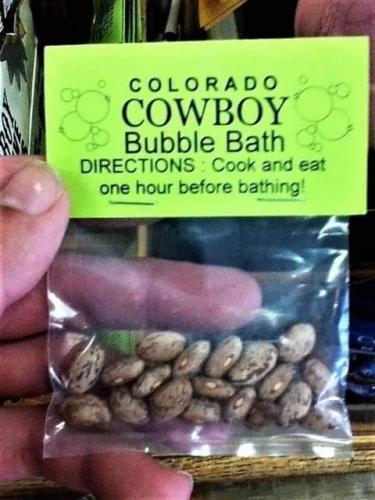 COLORADO
COWBOY
Bubble Bath
DIRECTIONS : Cook and eat
one hour before bathing!